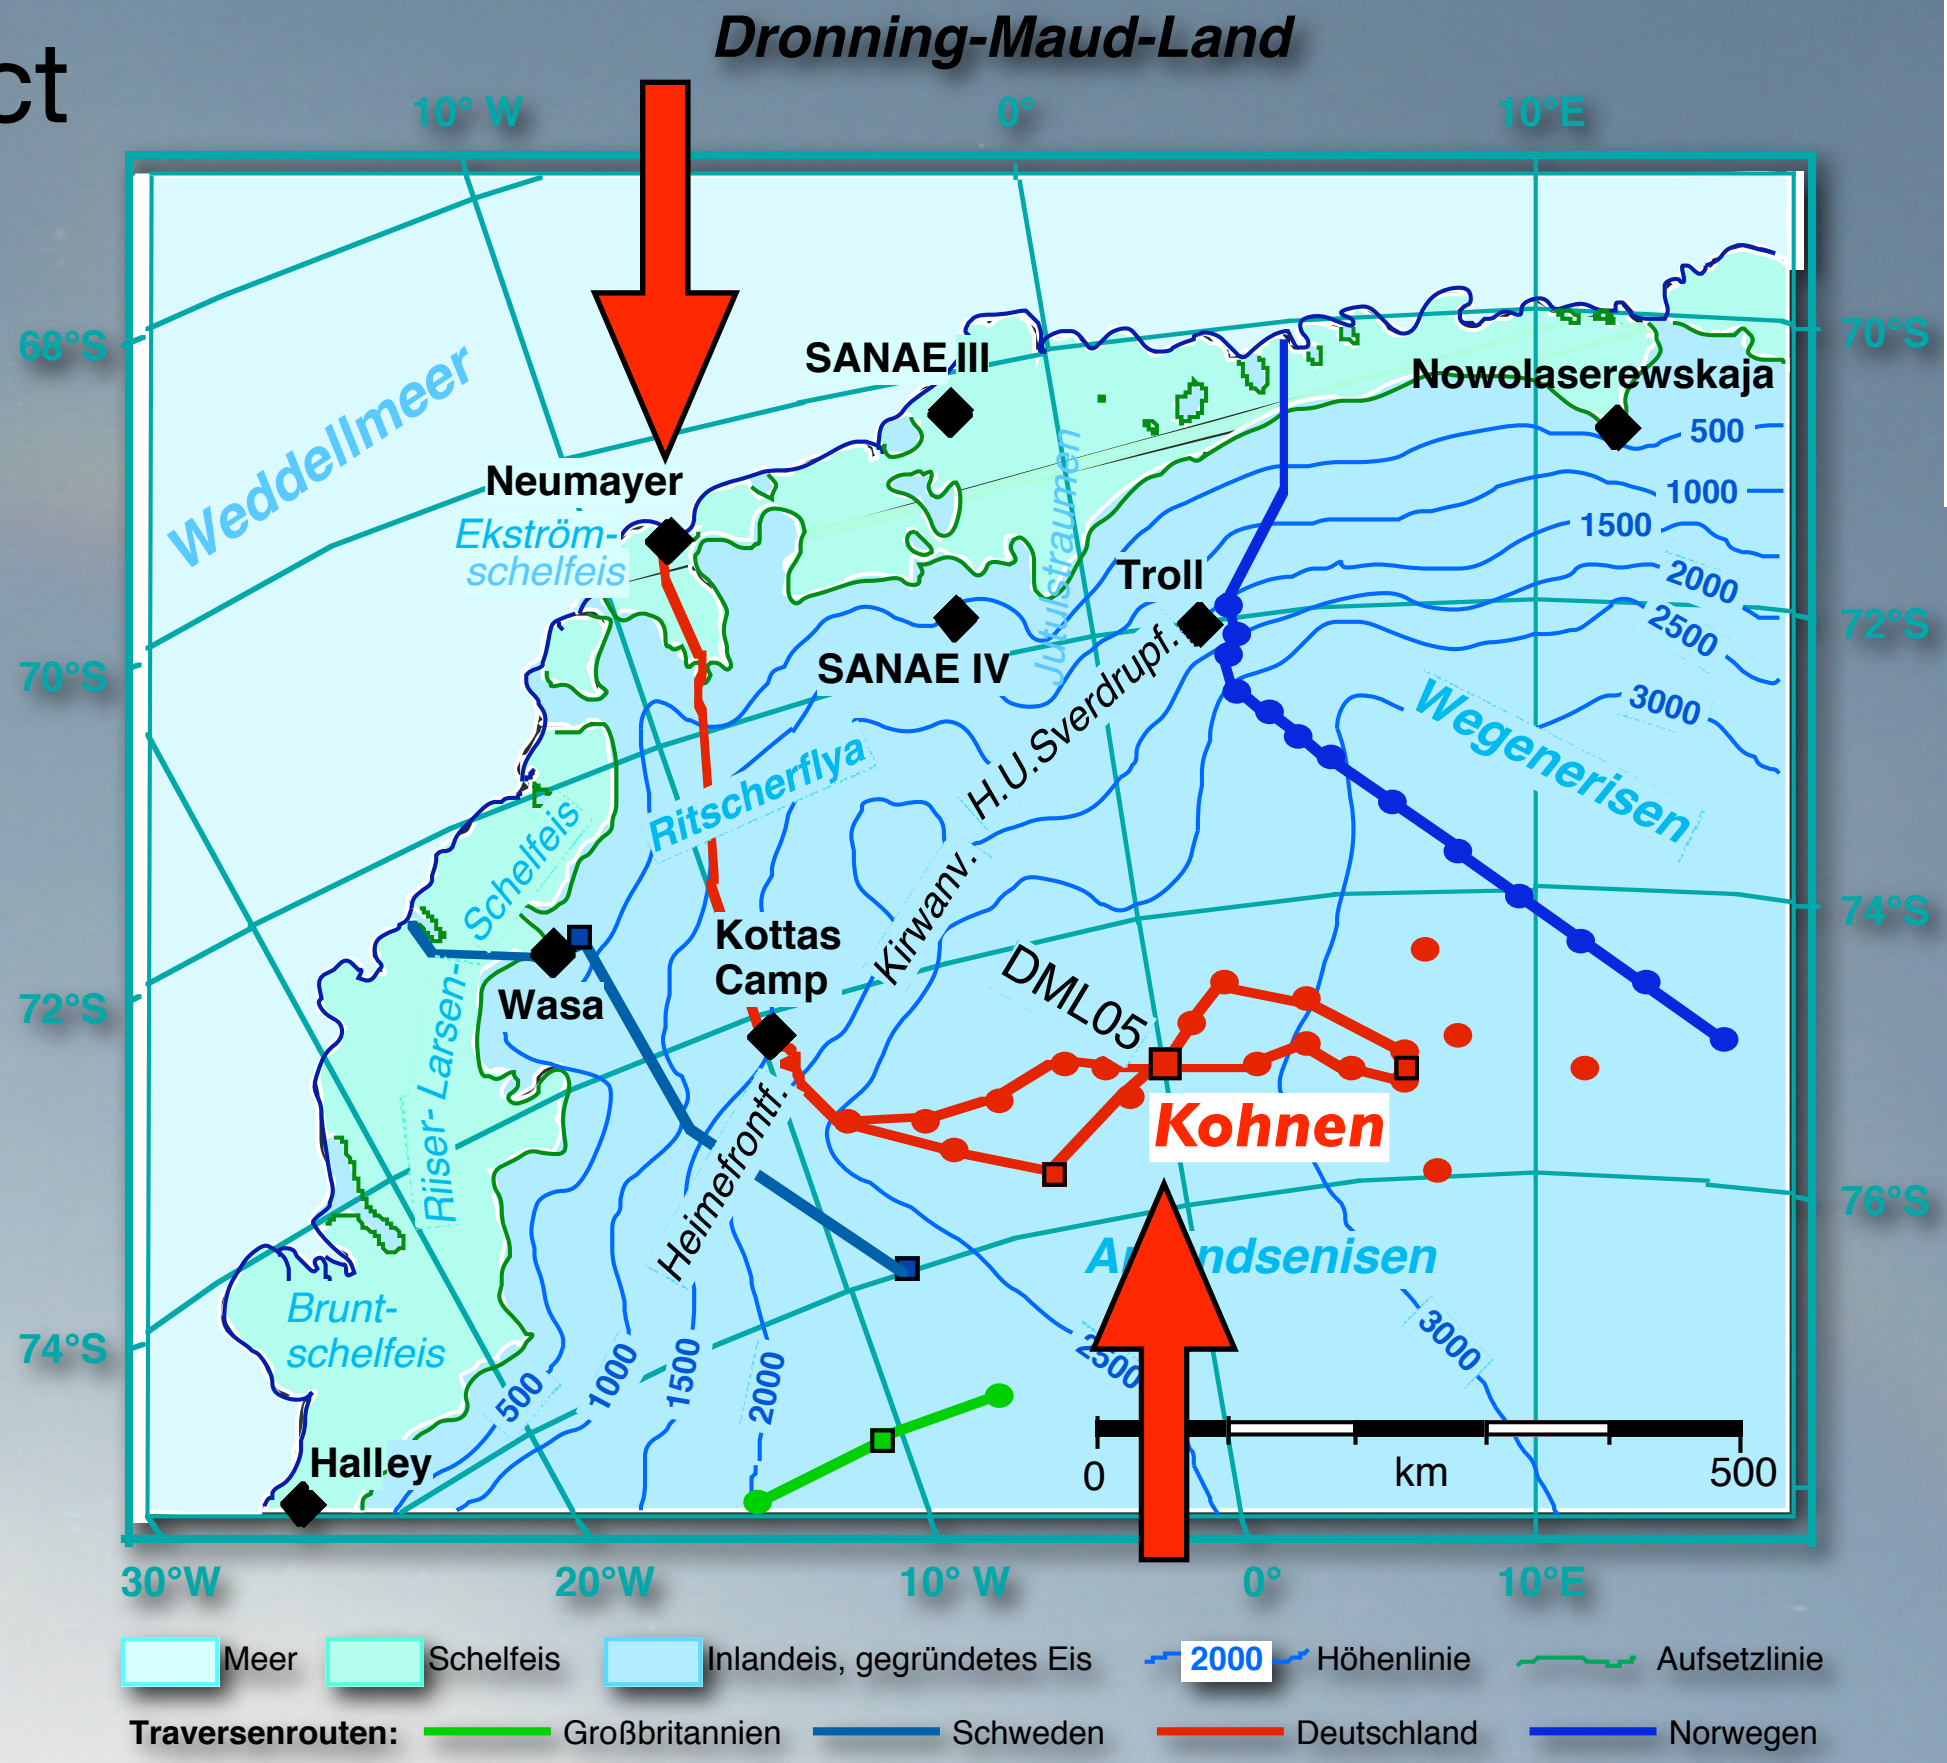 Dronning-Maud-Land
ct
10° W
0°
10°E
68°S
70°S
72°S
74°S
70°S
72°S
74°S
76°S
Weddellmeer
SANAE III
Nowolaserewskaja
500
1000
1500
2000
2500
3000
Neumayer
Ekström-
schelfeis
Jutulstraumen
Troll
SANAE IV
H.U.Sverdrupf.
Wegenerisen
Ritscherflya
Schelfeis
Riiser- Larsen-
Kirwanv.
Kottas
Camp
Wasa
DML05
Kohnen
Heimefrontf.
Brunt-
schelfeis
500
1000
1500
2000
2500
3000
Halley
0
km
500
30°W
20°W
10° W
0°
10°E
Meer
Schelfeis
Inlandeis, gegründetes Eis
2000
Höhenlinie
Aufsetzlinie
Traversenrouten:
Großbritannien
Schweden
Deutschland
Norwegen